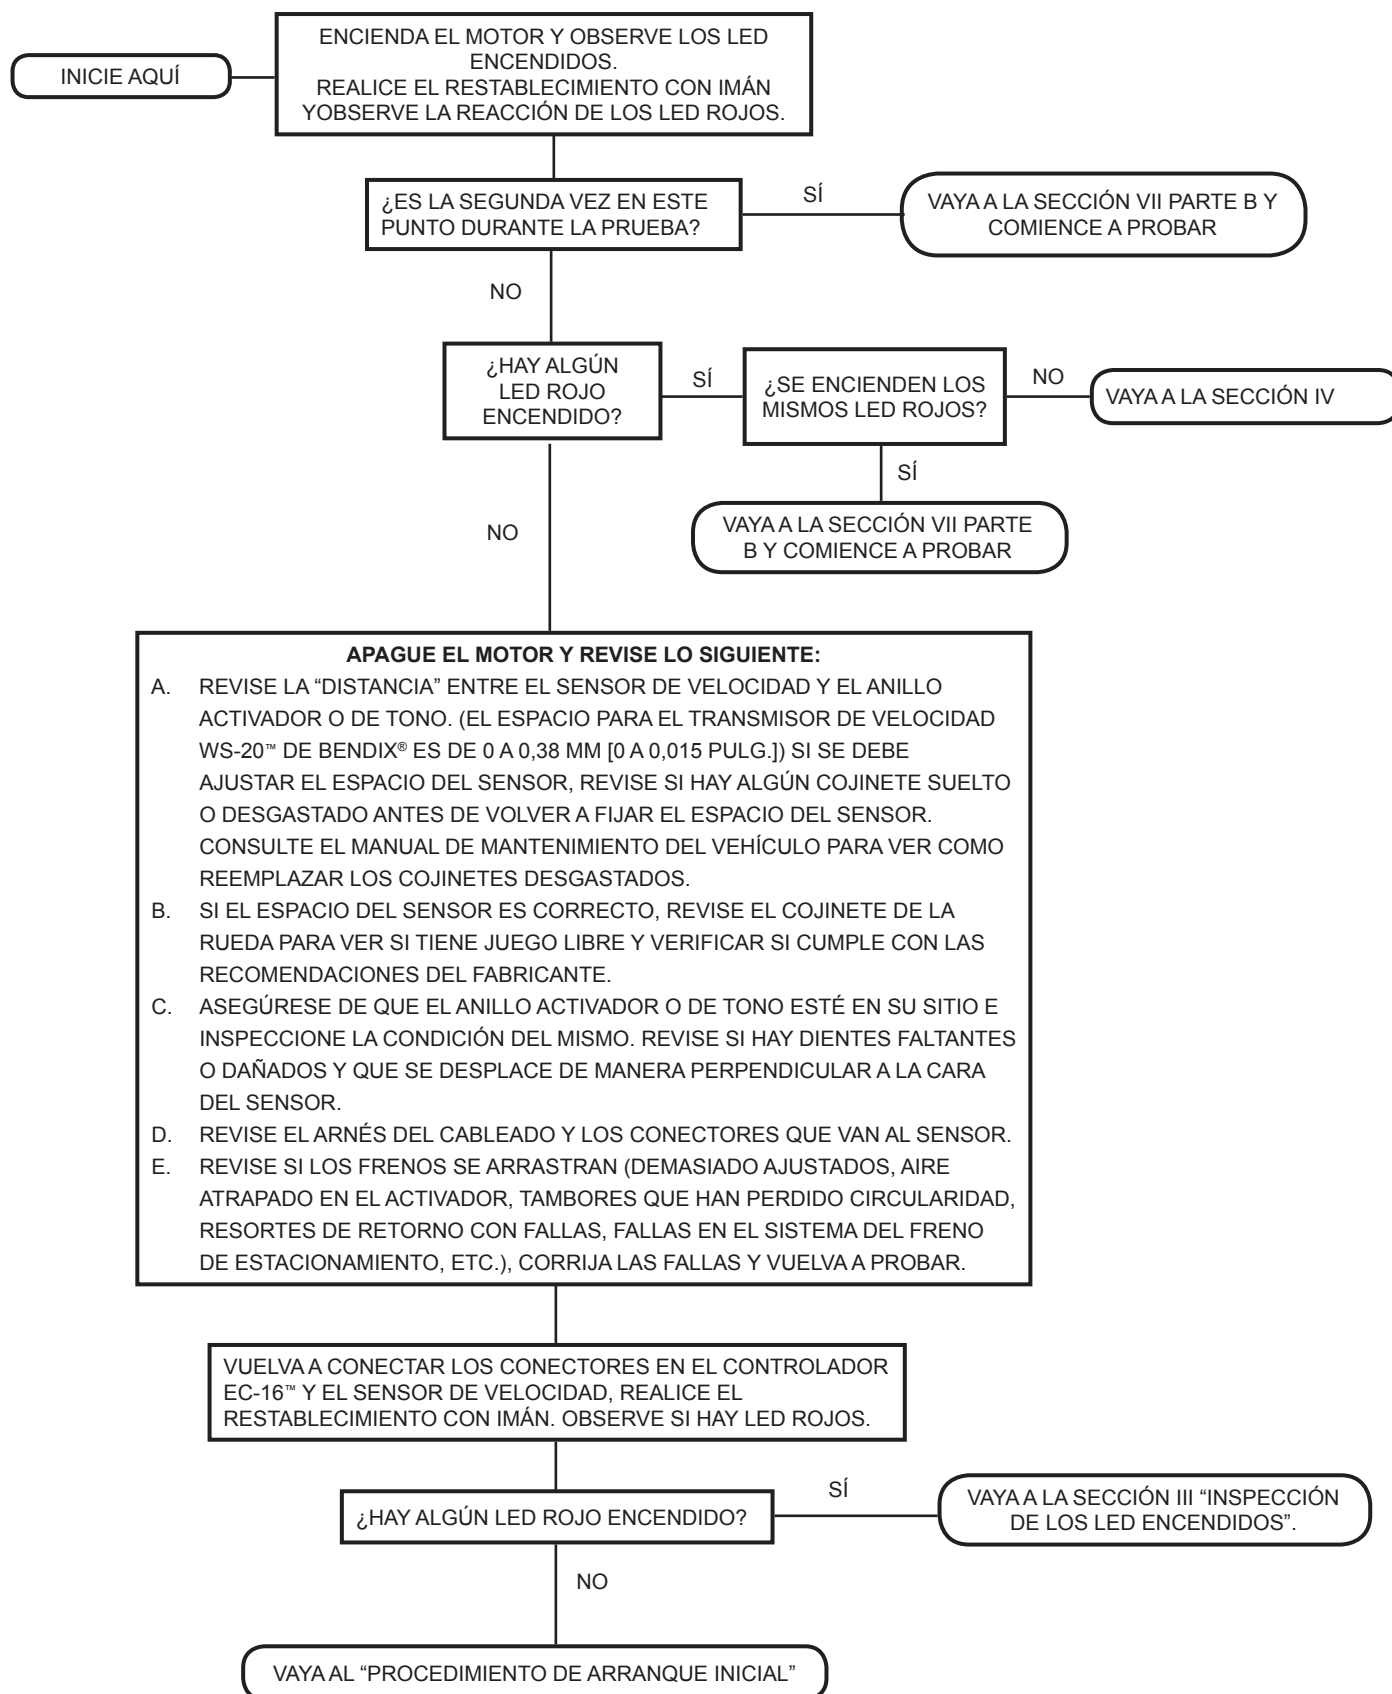 INICIE AQUÍ
ENCIENDA EL MOTOR Y OBSERVE LOS LED
ENCENDIDOS.
REALICE EL RESTABLECIMIENTO CON IMÁN
YOBSERVE LA REACCIÓN DE LOS LED ROJOS.
¿ES LA SEGUNDA VEZ EN ESTE
PUNTO DURANTE LA PRUEBA?
SÍ
VAYA A LA SECCIÓN VII PARTE B Y
COMIENCE A PROBAR
NO
¿HAY ALGÚN
LED ROJO
ENCENDIDO?
SÍ
¿SE ENCIENDEN LOS
MISMOS LED ROJOS?
NO
VAYA A LA SECCIÓN IV
SÍ
VAYA A LA SECCIÓN VII PARTE
B Y COMIENCE A PROBAR
NO
APAGUE EL MOTOR Y REVISE LO SIGUIENTE:
A. REVISE LA “DISTANCIA” ENTRE EL SENSOR DE VELOCIDAD Y EL ANILLO
ACTIVADOR O DE TONO. (EL ESPACIO PARA EL TRANSMISOR DE VELOCIDAD
WS-20™ DE BENDIX® ES DE 0 A 0,38 MM [0 A 0,015 PULG.]) SI SE DEBE
AJUSTAR EL ESPACIO DEL SENSOR, REVISE SI HAY ALGÚN COJINETE SUELTO
O DESGASTADO ANTES DE VOLVER A FIJAR EL ESPACIO DEL SENSOR.
CONSULTE EL MANUAL DE MANTENIMIENTO DEL VEHÍCULO PARA VER COMO
REEMPLAZAR LOS COJINETES DESGASTADOS.
B. SI EL ESPACIO DEL SENSOR ES CORRECTO, REVISE EL COJINETE DE LA
RUEDA PARA VER SI TIENE JUEGO LIBRE Y VERIFICAR SI CUMPLE CON LAS
RECOMENDACIONES DEL FABRICANTE.
C. ASEGÚRESE DE QUE EL ANILLO ACTIVADOR O DE TONO ESTÉ EN SU SITIO E
INSPECCIONE LA CONDICIÓN DEL MISMO. REVISE SI HAY DIENTES FALTANTES
O DAÑADOS Y QUE SE DESPLACE DE MANERA PERPENDICULAR A LA CARA
DEL SENSOR.
D. REVISE EL ARNÉS DEL CABLEADO Y LOS CONECTORES QUE VAN AL SENSOR.
E. REVISE SI LOS FRENOS SE ARRASTRAN (DEMASIADO AJUSTADOS, AIRE
ATRAPADO EN EL ACTIVADOR, TAMBORES QUE HAN PERDIDO CIRCULARIDAD,
RESORTES DE RETORNO CON FALLAS, FALLAS EN EL SISTEMA DEL FRENO
DE ESTACIONAMIENTO, ETC.), CORRIJA LAS FALLAS Y VUELVA A PROBAR.
VUELVA A CONECTAR LOS CONECTORES EN EL CONTROLADOR
EC-16™ Y EL SENSOR DE VELOCIDAD, REALICE EL
RESTABLECIMIENTO CON IMÁN. OBSERVE SI HAY LED ROJOS.
¿HAY ALGÚN LED ROJO ENCENDIDO?
SÍ
VAYA A LA SECCIÓN III “INSPECCIÓN
DE LOS LED ENCENDIDOS”.
NO
VAYA AL “PROCEDIMIENTO DE ARRANQUE INICIAL”